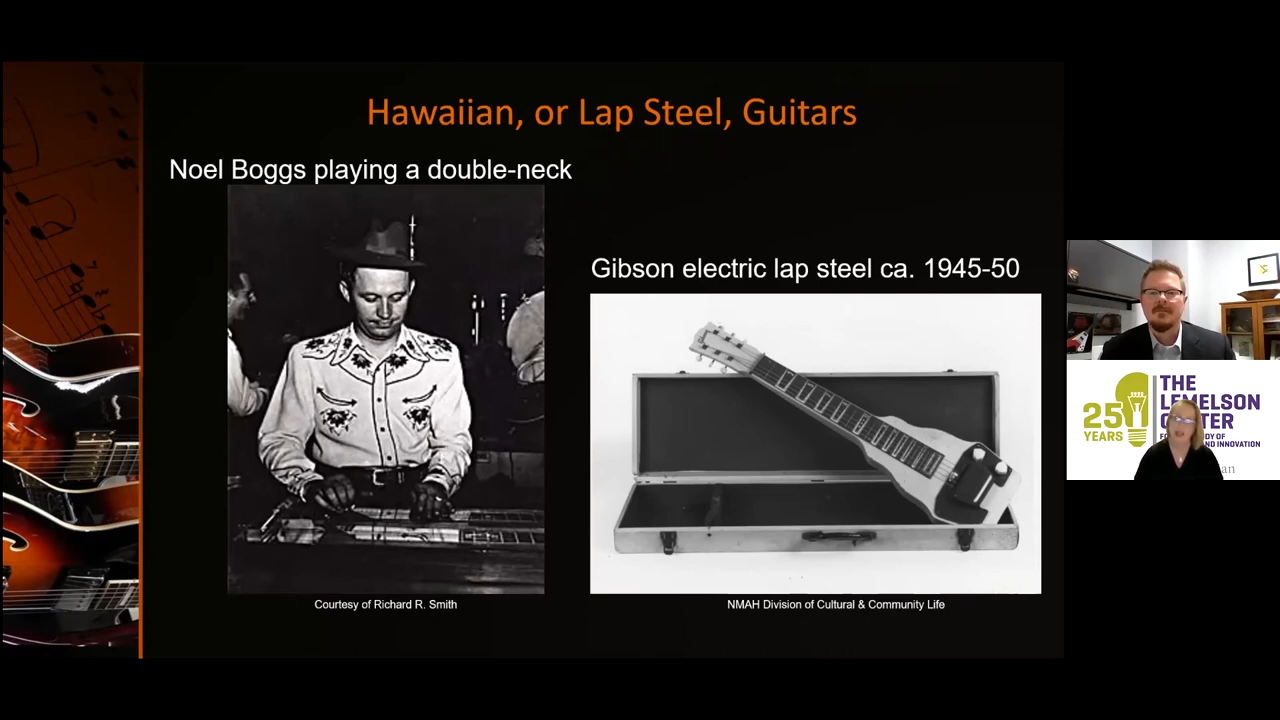 Hawaiian, or Lap Steel, Guitars
Noel Boggs playing a double-neck
Gibson electric lap steel ca. 1945-50
Courtesy of Richard R. Smith
NMAH Division of Cultural & Community Life
25
YEARS
THE
LEMELSON